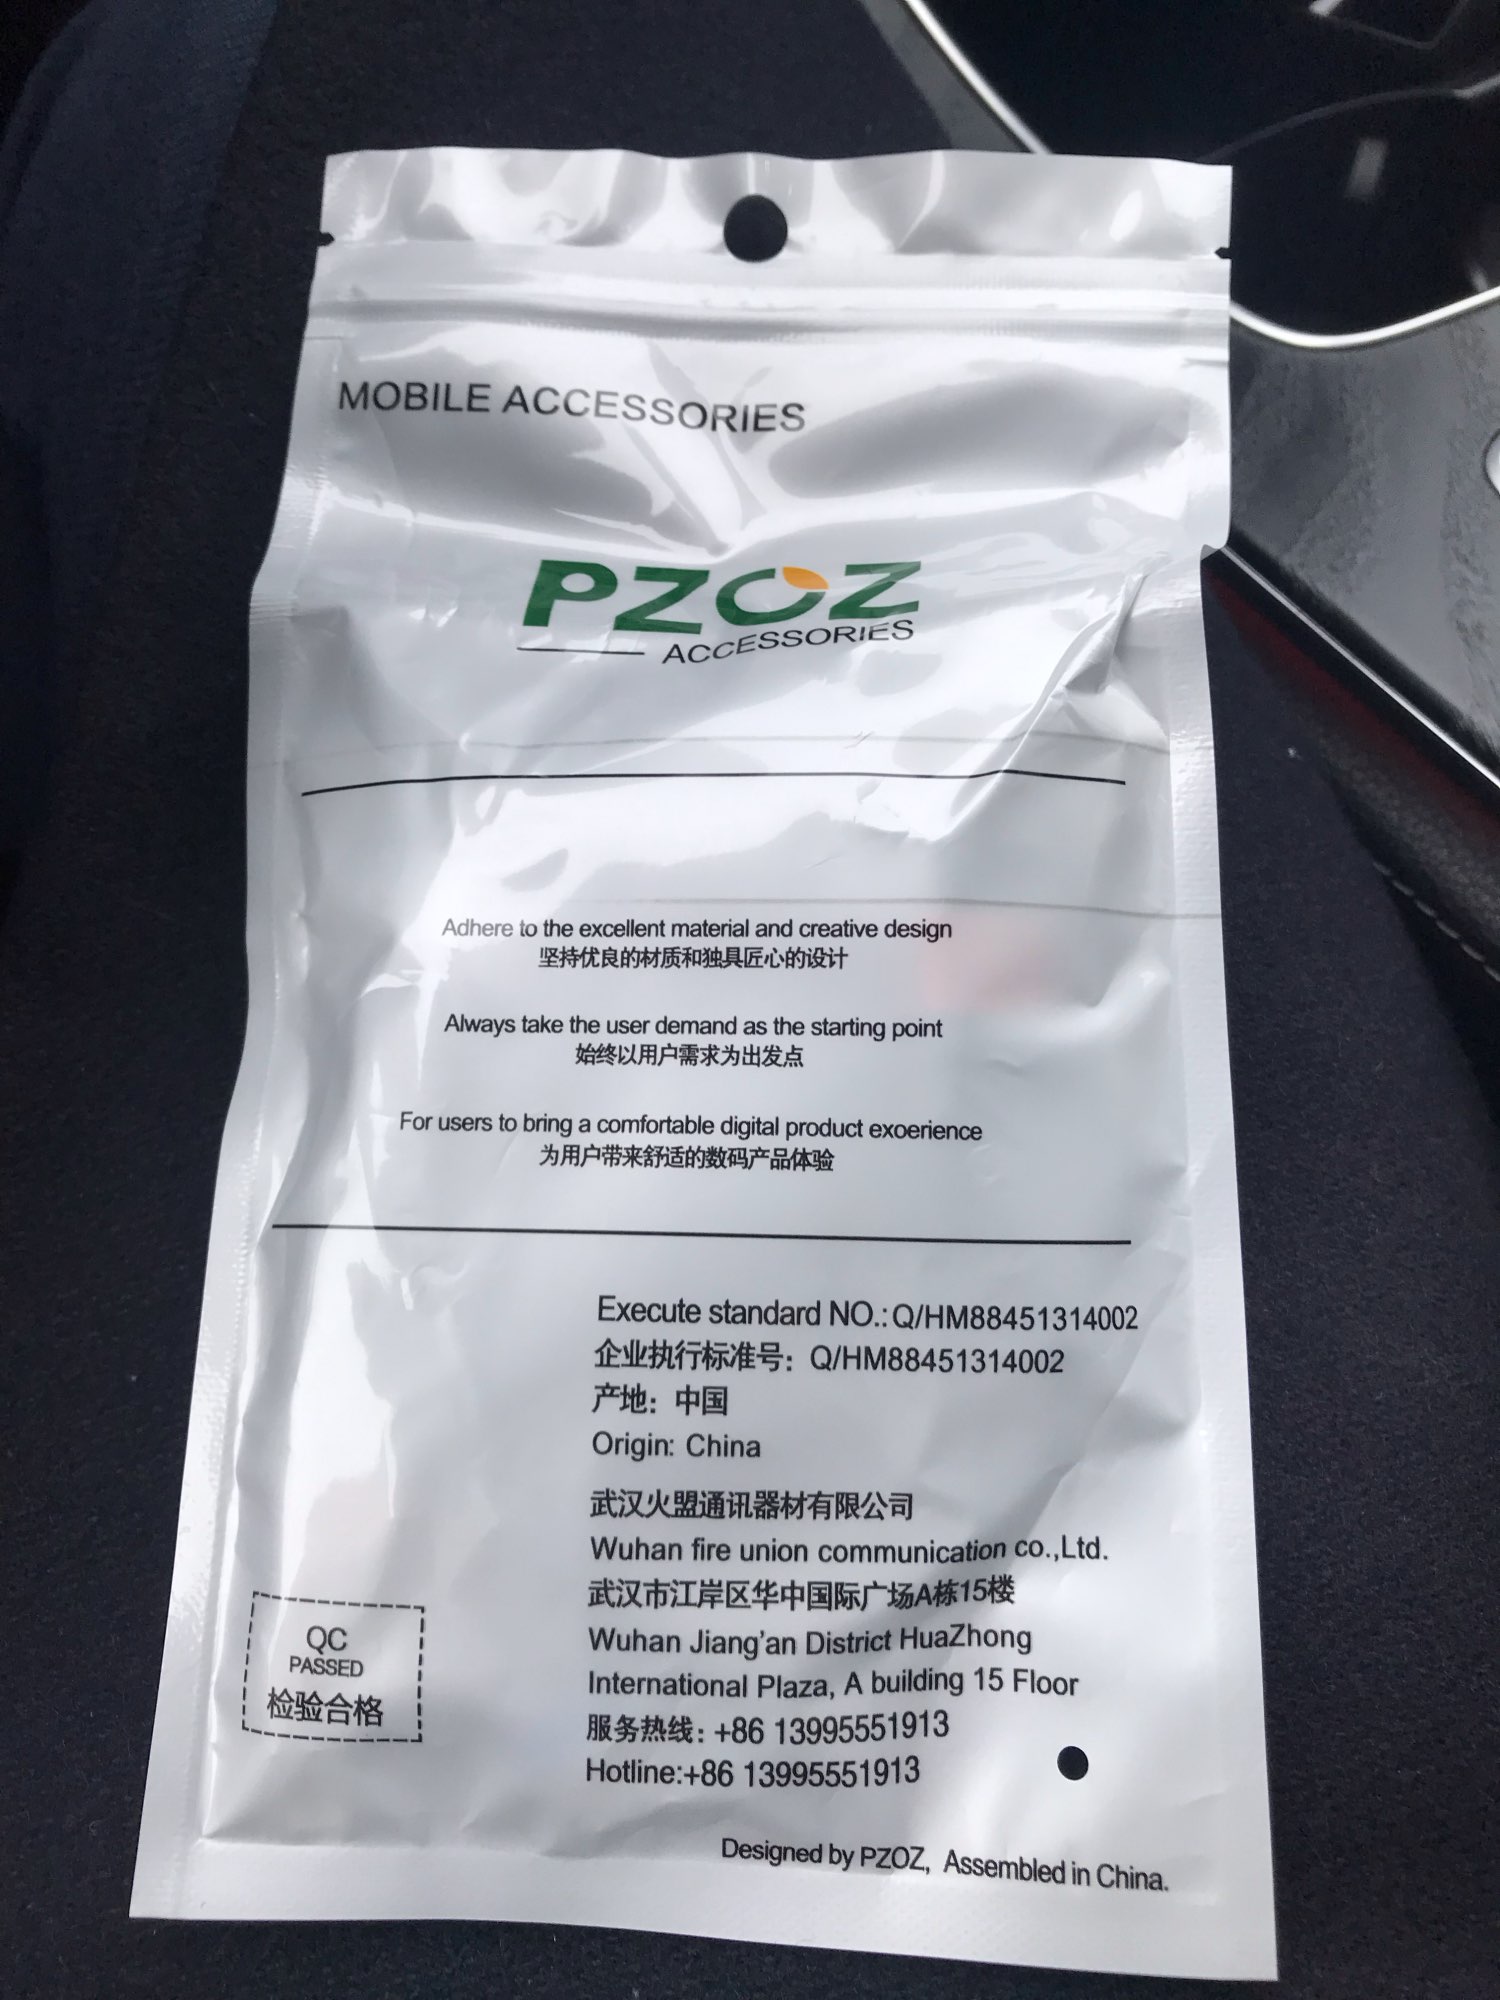 MOBILE ACCESSORIES
PZOZ
ACCESSORIES
Adhere to the excellent material and creative design
坚持优良的材质和独具匠心的设计
Always take the user demand as the starting point
始终以用户需求为出发点
For users to bring a comfortable digital product exoerience
为用户带来舒适的数码产品体验
Execute standard NO.: Q/HM88451314002
企业执行标准号：Q/HM88451314002
产地：中国
Origin: China
武汉火盟通讯器材有限公司
Wuhan fire union communication co.,Ltd.
武汉市江岸区华中国际广场A栋15楼
Wuhan Jiang'an District HuaZhong
International Plaza, A building 15 Floor
服务热线：+86 13995551913
Hotline:+86 13995551913
QC
PASSED
检验合格
Designed by PZOZ, Assembled in China.